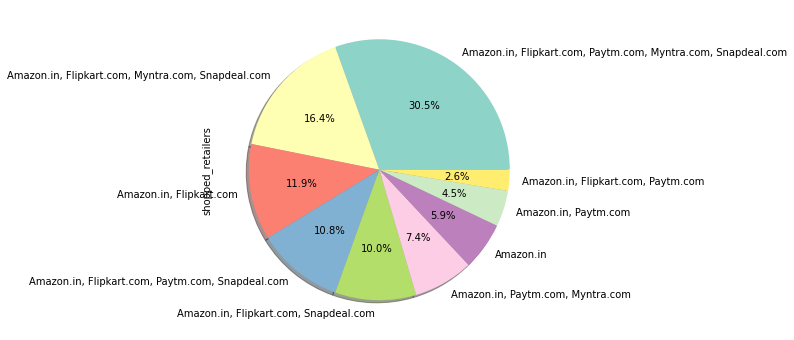 Amazon.in, Flipkart.com, Paytm.com, Myntra.com, Snapdeal.com
Amazon.in, Flipkart.com, Myntra.com, Snapdeal.com
30.5%
16.4%
shopped_retailers
2.6%
Amazon.in, Flipkart.com, Paytm.com
11.9%
4.5%
Amazon.in, Flipkart.com
Amazon.in, Paytm.com
5.9%
10.8%
7.4%
10.0%
Amazon.in
Amazon.in, Flipkart.com, Paytm.com, Snapdeal.com
Amazon.in, Paytm.com, Myntra.com
Amazon.in, Flipkart.com, Snapdeal.com